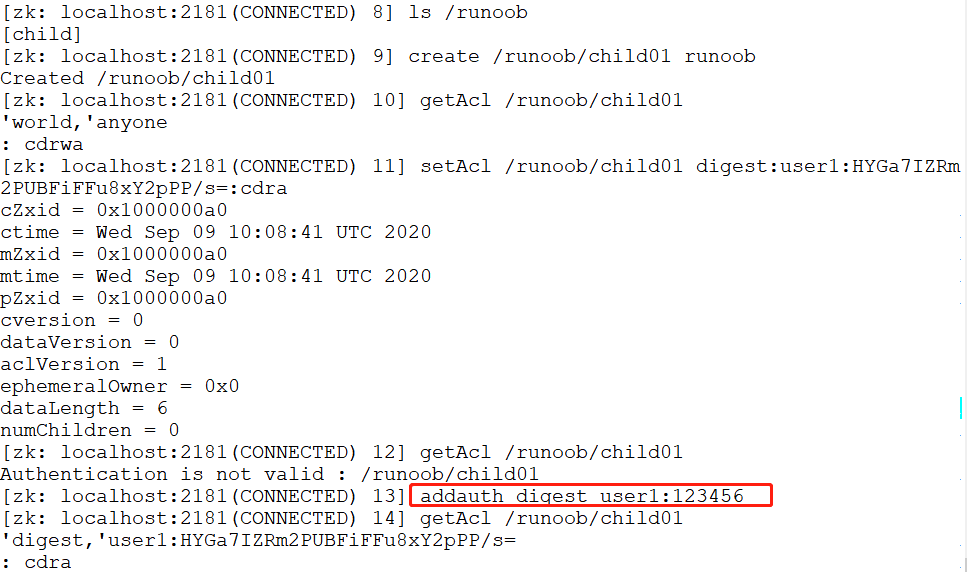 [zk: localhost:2181(CONNECTED) 8] ls /runoob
[child]
[zk: localhost:2181(CONNECTED) 9] create /runoob/child01 runoob
Created /runoob/child01
[zk: localhost:2181(CONNECTED) 10] getAcl /runoob/child01
'world,'anyone
: cdrwa
[zk: localhost:2181(CONNECTED) 11] setAcl /runoob/child01 digest:user1:HYGa7IZRm
2PUBFiFFu8xY2pPP/s=:cdra
cZxid = 0x1000000a0
ctime = Wed Sep 09 10:08:41 UTC 2020
mZxid = 0x1000000a0
mtime = Wed Sep 09 10:08:41 UTC 2020
pZxid = 0x1000000a0
cversion = 0
dataVersion = 0
aclVersion = 1
ephemeralOwner = 0x0
dataLength = 6
numChildren = 0
[zk: localhost:2181(CONNECTED) 12] getAcl /runoob/child01
Authentication is not valid : /runoob/child01
[zk: localhost:2181(CONNECTED) 13] addauth digest user1:123456
[zk: localhost:2181(CONNECTED) 14] getAcl /runoob/child01
'digest,'user1:HYGa7IZRm2PUBFiFFu8xY2pPP/s=
: cdra